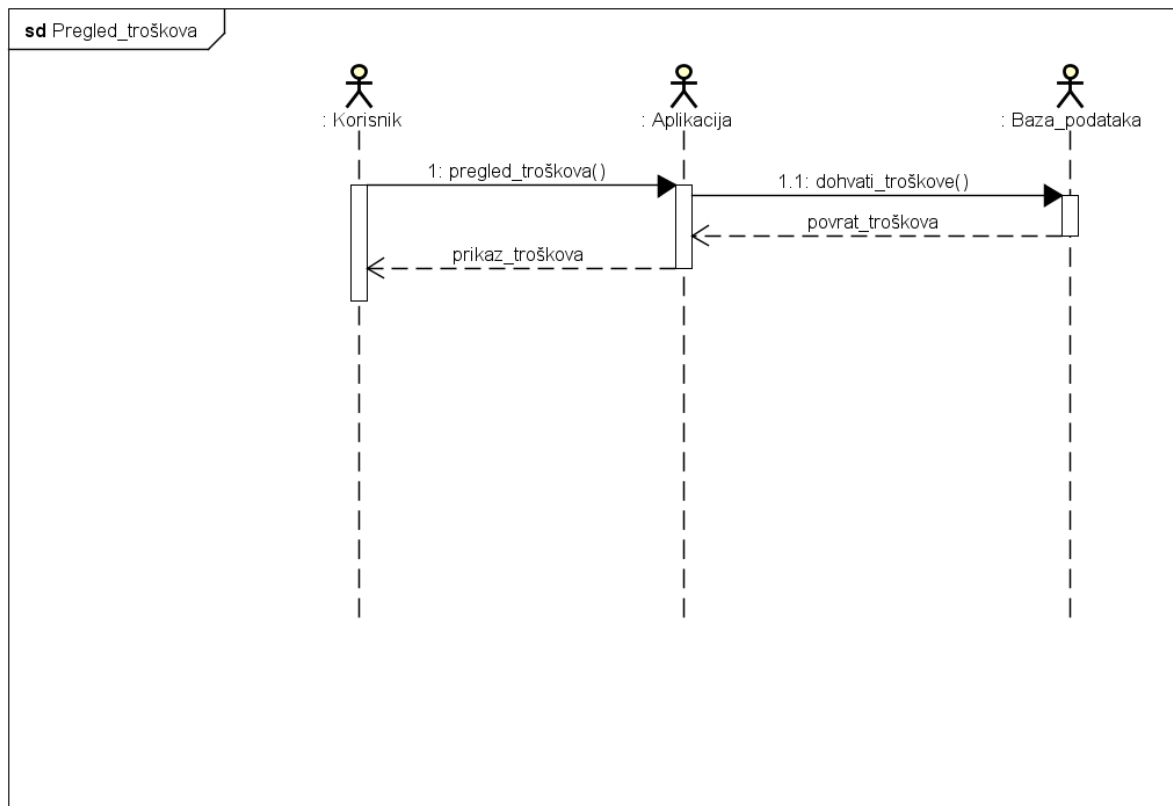 sd Pregled_troškova
: Korisnik
: Aplikacija
: Baza_podataka
1: pregled_troškova()
1.1: dohvati_troškove()
povrat_troškova
prikaz_troškova